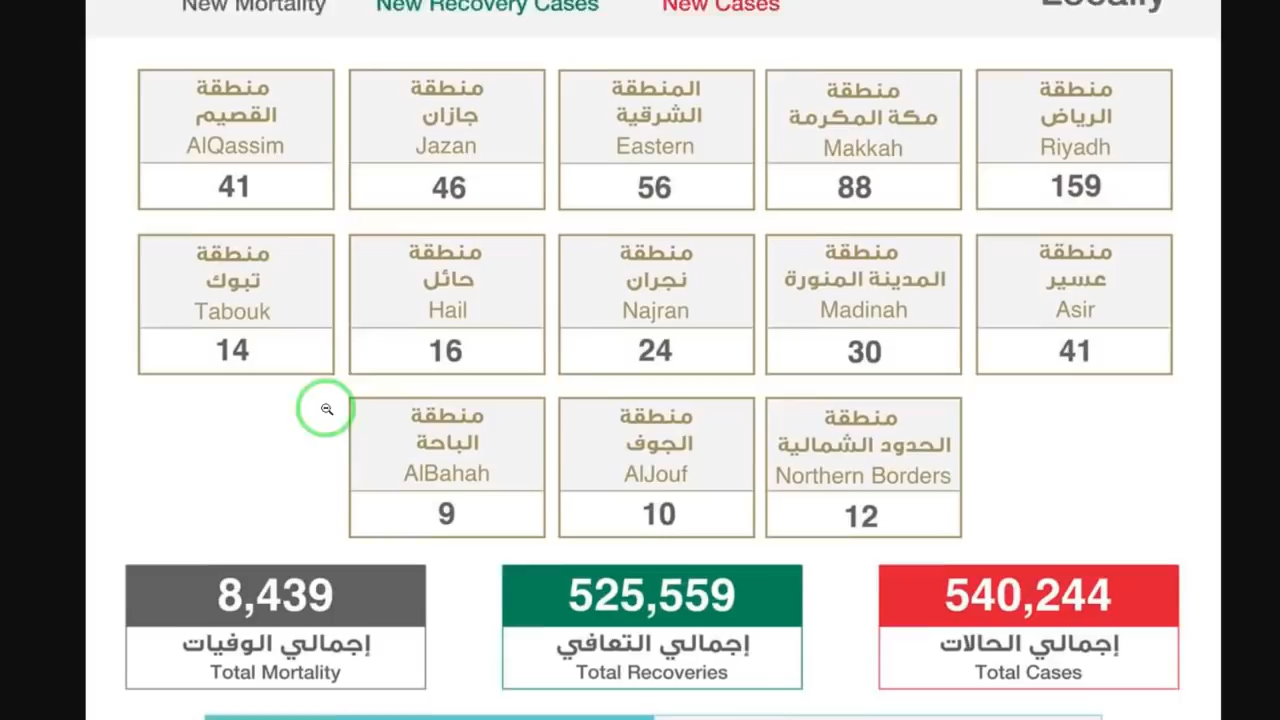 New Mortality
New Recovery Cases
New Cases
Locally
منطقة
القصيم
AlQassim
41
منطقة
جازان
Jazan
46
المنطقة
الشرقية
Eastern
56
منطقة
مكة المكرمة
Makkah
88
منطقة
الرياض
Riyadh
159
منطقة
تبوك
Tabouk
14
منطقة
حائل
Hail
16
منطقة
نجران
Najran
24
منطقة
المدينة المنورة
Madinah
30
منطقة
عسير
Asir
41
منطقة
الباحة
AlBahah
9
منطقة
الجوف
AlJouf
10
منطقة
الحدود الشمالية
Northern Borders
12
8,439
إجمالي الوفيات
Total Mortality
525,559
إجمالي التعافي
Total Recoveries
540,244
إجمالي الحالات
Total Cases